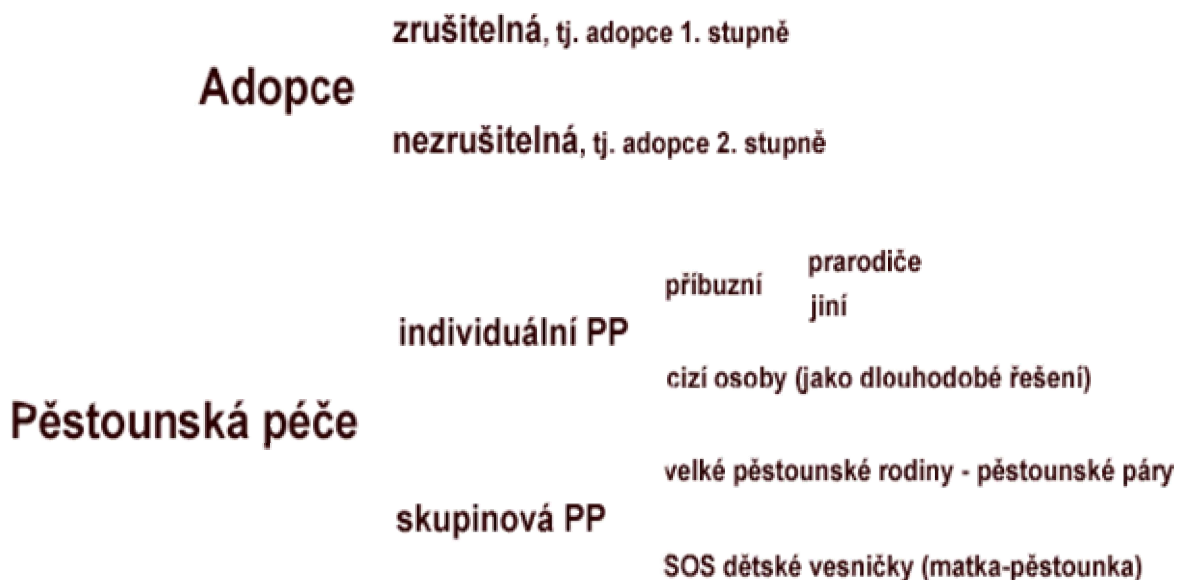 zrušitelná, tj. adopce 1. stupně
Adopce
nezrušitelná, tj. adopce 2. stupně
prarodiče
příbuzní
jiní
individuální PP
cizí osoby (jako dlouhodobé řešení)
Pěstounská péče
velké pěstounské rodiny - pěstounské páry
skupinová PP
SOS dětské vesničky (matka-pěstounka)